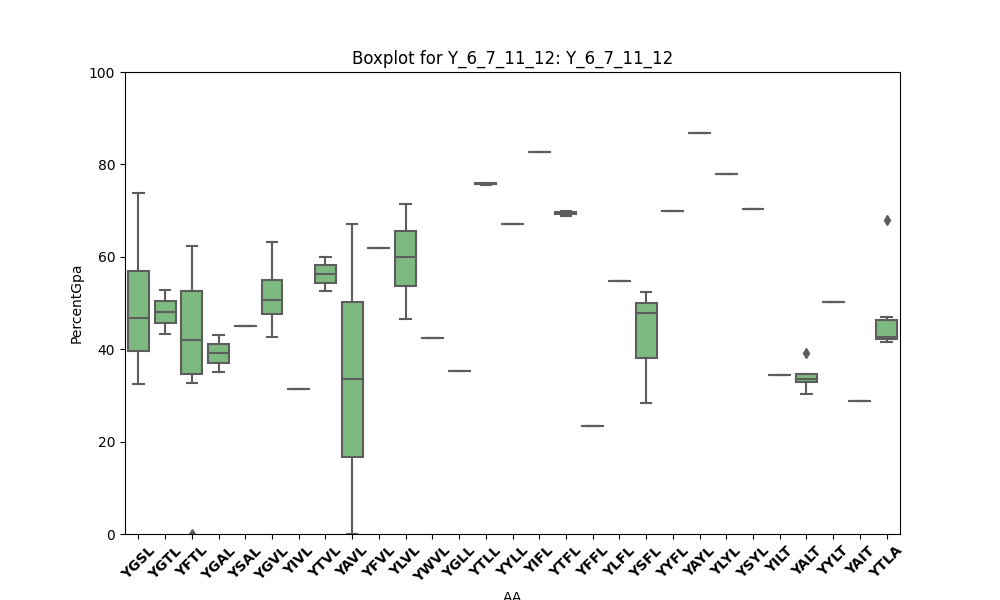 Boxplot for Y_6_7_11_12: Y_6_7_11_12
100
80
60
40
20
0
PercentGpa
YGSL
YGTL
YFTL
YGAL
YSAL
YGVL
YIVL
YTVL
YAVL
YFVL
YLVL
YWVL
YGLL
YTLL
YYLL
YIFL
YTFL
YFFL
YLFL
YSFL
YYFL
YAYL
YLYL
YSYL
YILT
YALT
YYLT
YAIT
YTLA
AA